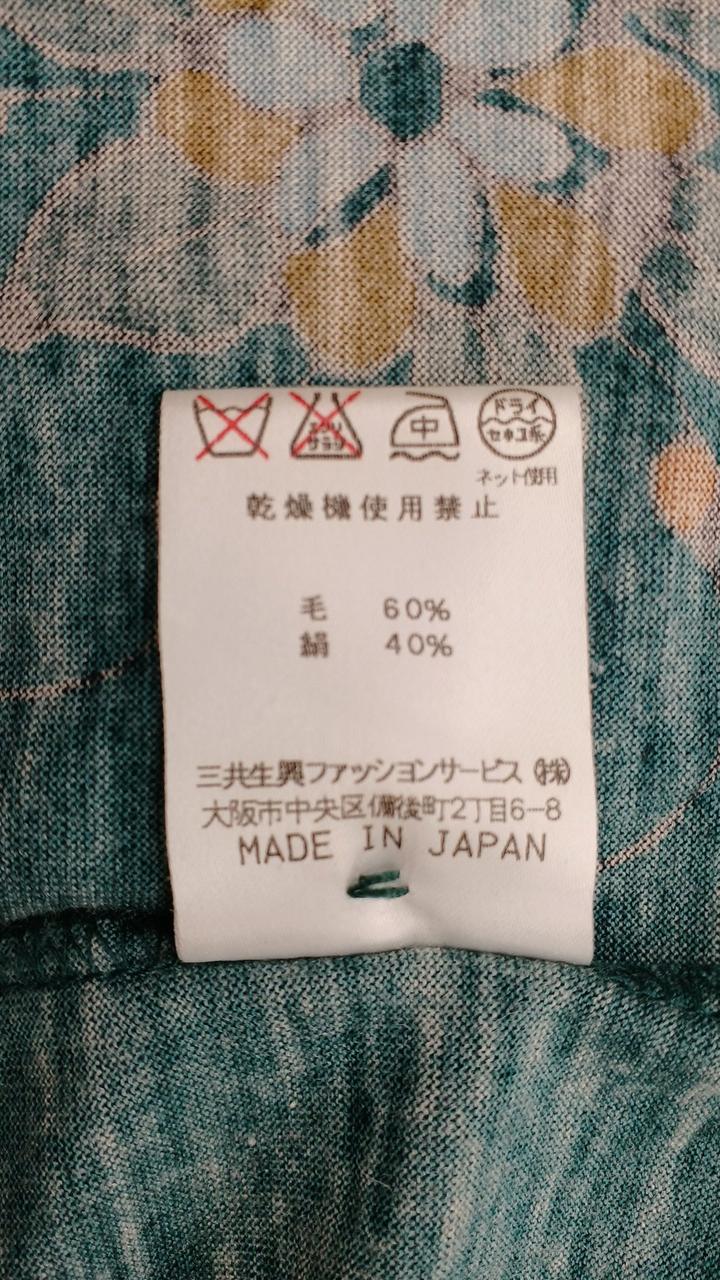 エンソ
サラシ
中
ドライ
セキユ系
ネット使用
乾燥機使用禁止
毛 60%
絹 40%
三共生興ファッションサービス(株)
大阪市中央区備後町2丁目6-8
MADE IN JAPAN